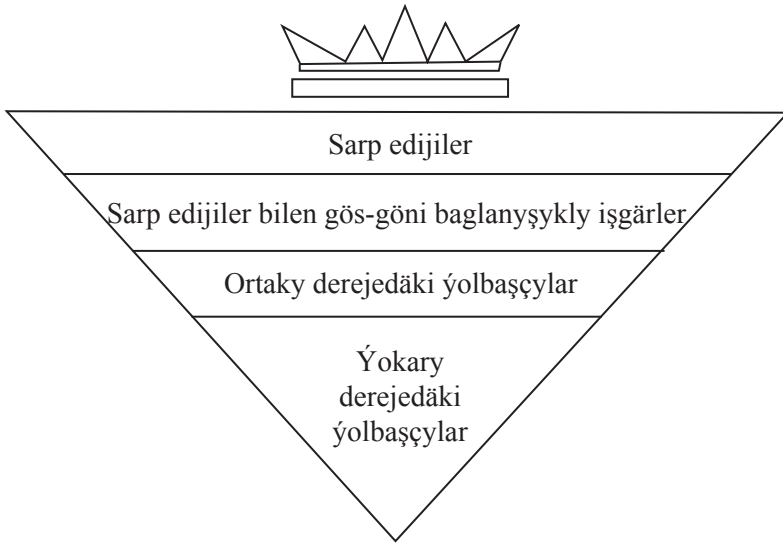 Sarp edijiler
Sarp edijiler bilen gös-göni baglanyşykly işgärler
Ortaky derejedäki ýolbaşçylar
Ýokary
derejedäki
ýolbaşçylar